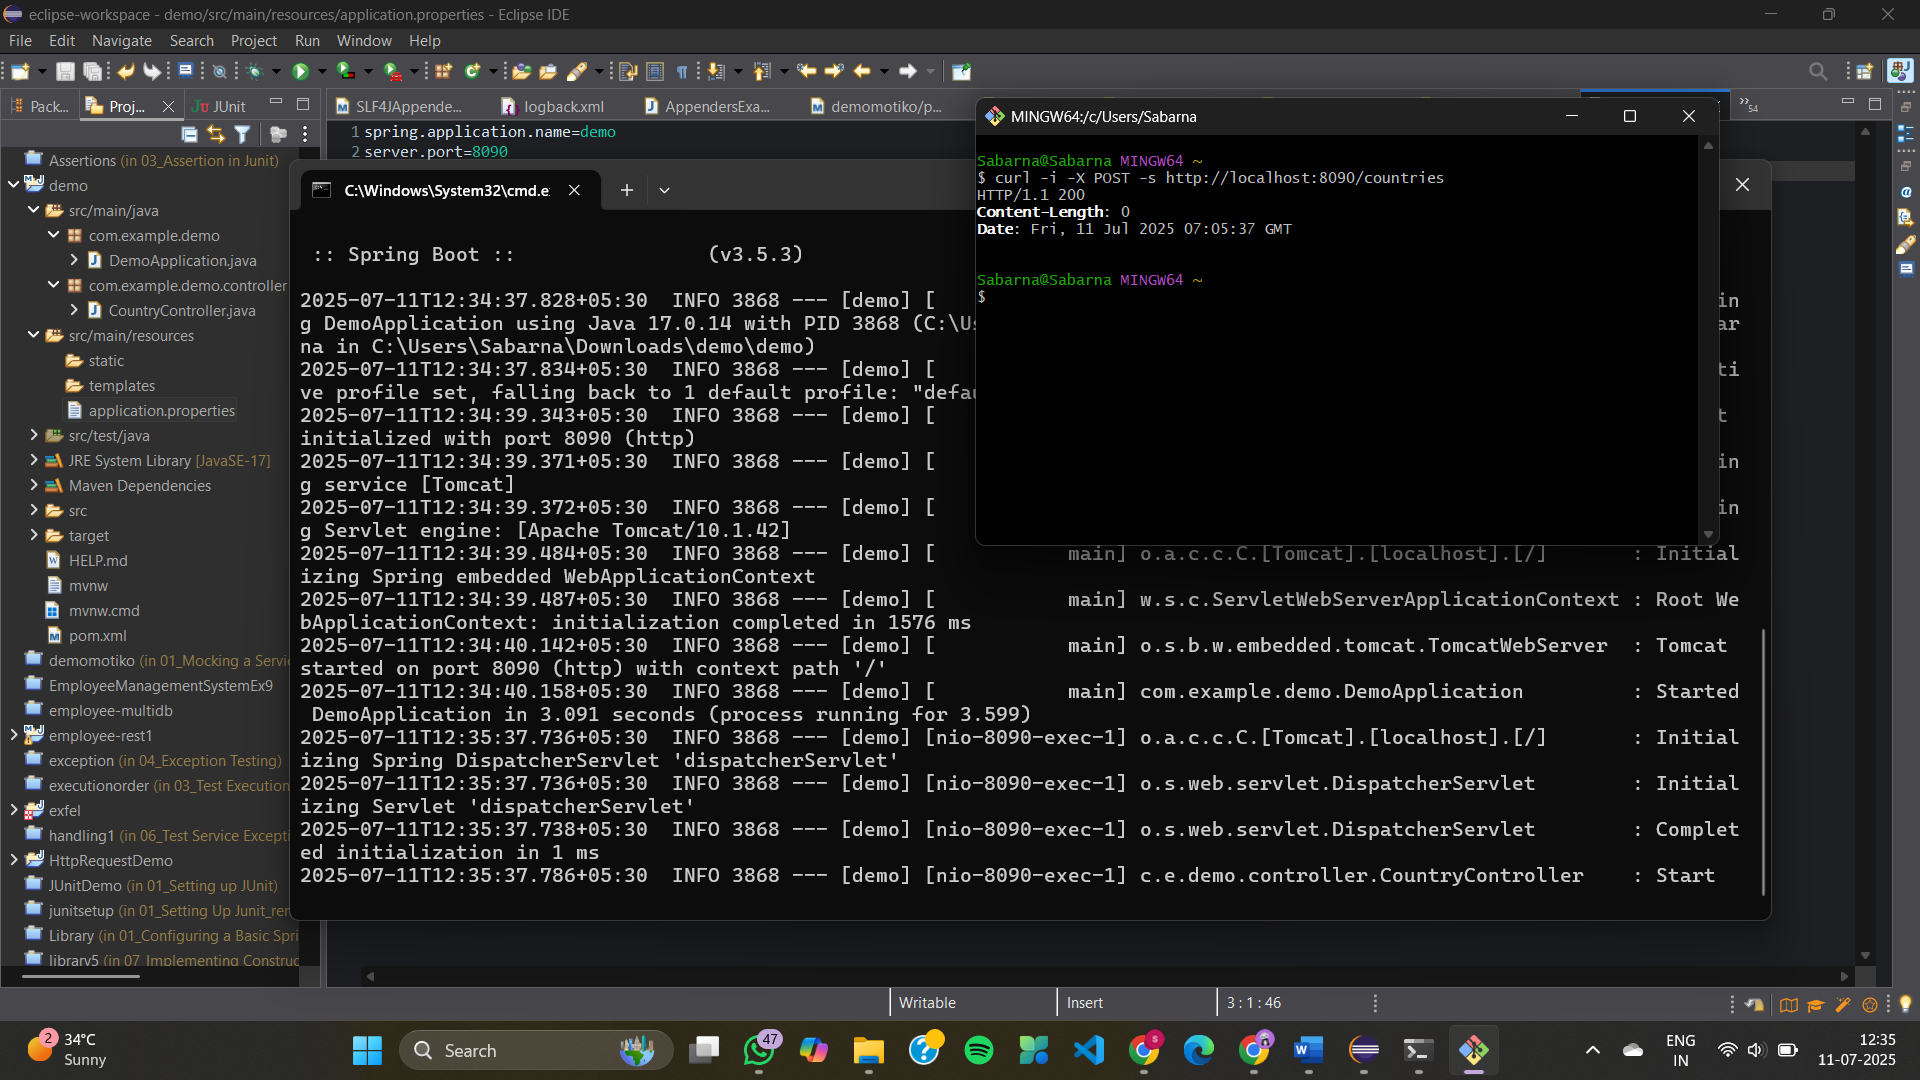 eclipse-workspace - demo/src/main/resources/application.properties - Eclipse IDE
File Edit Navigate Search Project Run Window Help
Pack... Proj... JUnit
SLF4JAppende... logback.xml AppendersExa... demomotiko/p... 54
1 spring.application.name=demo
2 server.port=8090
Assertions (in 03_Assertion in Junit)
demo
src/main/java
com.example.demo
DemoApplication.java
com.example.demo.controller
CountryController.java
src/main/resources
static
templates
application.properties
src/test/java
JRE System Library [JavaSE-17]
Maven Dependencies
src
target
HELP.md
mvnw
mvnw.cmd
pom.xml
demomotiko (in 01_Mocking a Servi
EmployeeManagementSystemEx9
employee-multidb
employee-rest1
exception (in 04_Exception Testing)
executionorder (in 03_Test Execution
exfel
handling1 (in 06_Test Service Excepti
HttpRequestDemo
JUnitDemo (in 01_Setting up JUnit)
junitsetup (in 01_Setting Up Junit_rer
Library (in 01_Configuring a Basic Spri
library5 (in 07_Implementing Construc
C:\Windows\System32\cmd.e
:: Spring Boot :: (v3.5.3)
2025-07-11T12:34:37.828+05:30 INFO 3868 --- [demo] [ in
g DemoApplication using Java 17.0.14 with PID 3868 (C:\Us ar
na in C:\Users\Sabarna\Downloads\demo\demo)
2025-07-11T12:34:37.834+05:30 INFO 3868 --- [demo] [ ti
ve profile set, falling back to 1 default profile: "defau
2025-07-11T12:34:39.343+05:30 INFO 3868 --- [demo] [ t
initialized with port 8090 (http)
2025-07-11T12:34:39.371+05:30 INFO 3868 --- [demo] [ in
g service [Tomcat]
2025-07-11T12:34:39.372+05:30 INFO 3868 --- [demo] [ in
g Servlet engine: [Apache Tomcat/10.1.42]
2025-07-11T12:34:39.484+05:30 INFO 3868 --- [demo] [ main] o.a.c.c.C.[Tomcat].[localhost].[/] : Initial
izing Spring embedded WebApplicationContext
2025-07-11T12:34:39.487+05:30 INFO 3868 --- [demo] [ main] w.s.c.ServletWebServerApplicationContext : Root We
bApplicationContext: initialization completed in 1576 ms
2025-07-11T12:34:40.142+05:30 INFO 3868 --- [demo] [ main] o.s.b.w.embedded.tomcat.TomcatWebServer : Tomcat
started on port 8090 (http) with context path '/'
2025-07-11T12:34:40.158+05:30 INFO 3868 --- [demo] [ main] com.example.demo.DemoApplication : Started
DemoApplication in 3.091 seconds (process running for 3.599)
2025-07-11T12:35:37.736+05:30 INFO 3868 --- [demo] [nio-8090-exec-1] o.a.c.c.C.[Tomcat].[localhost].[/] : Initial
izing Spring DispatcherServlet 'dispatcherServlet'
2025-07-11T12:35:37.736+05:30 INFO 3868 --- [demo] [nio-8090-exec-1] o.s.web.servlet.DispatcherServlet : Initial
izing Servlet 'dispatcherServlet'
2025-07-11T12:35:37.738+05:30 INFO 3868 --- [demo] [nio-8090-exec-1] o.s.web.servlet.DispatcherServlet : Complet
ed initialization in 1 ms
2025-07-11T12:35:37.786+05:30 INFO 3868 --- [demo] [nio-8090-exec-1] c.e.demo.controller.CountryController : Start
MINGW64:/c/Users/Sabarna
Sabarna@Sabarna MINGW64 ~
$ curl -i -X POST -s http://localhost:8090/countries
HTTP/1.1 200
Content-Length: 0
Date: Fri, 11 Jul 2025 07:05:37 GMT
Sabarna@Sabarna MINGW64 ~
$
Writable Insert 3 : 1 : 46
2 34°C
Sunny
Search
47
ENG
IN
12:35
11-07-2025